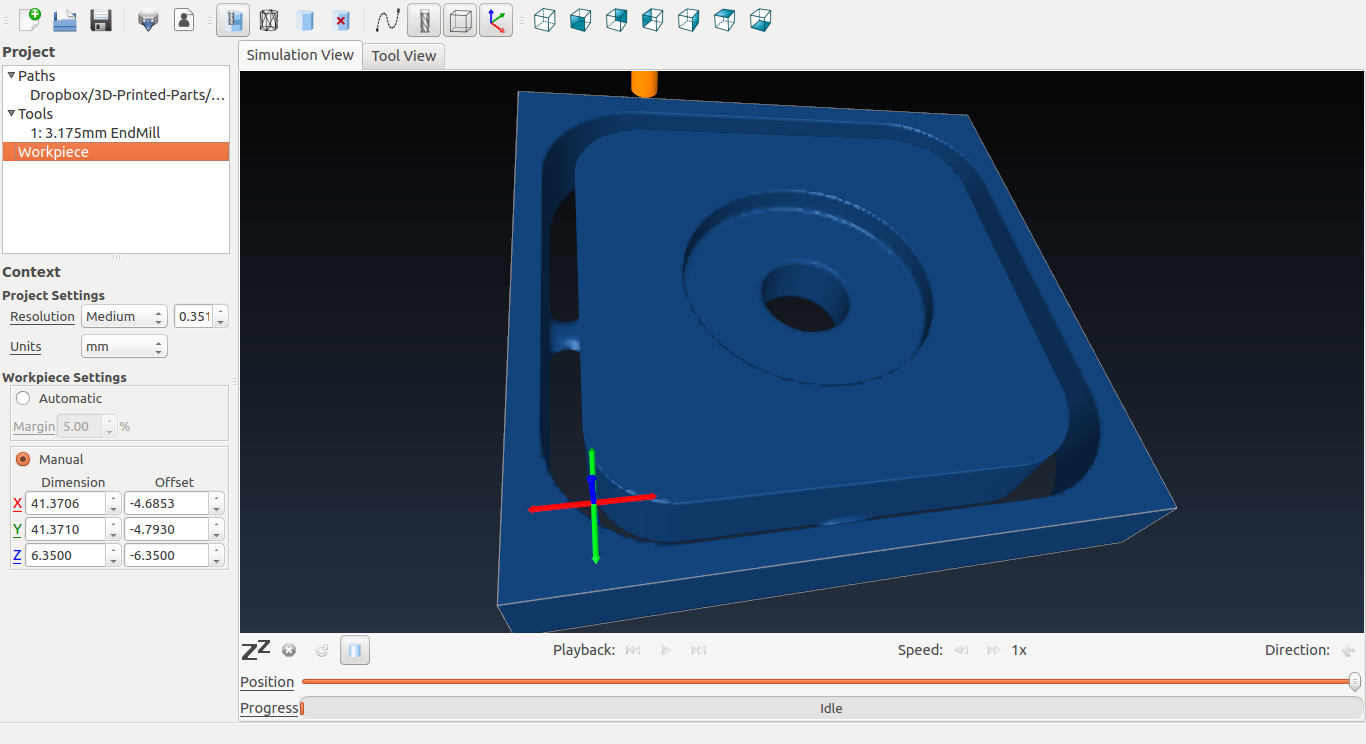 Project
Paths
Dropbox/3D-Printed-Parts/...
Tools
1: 3.175mm EndMill
Workpiece
Context
Project Settings
Resolution Medium 0.351
Units mm
Workpiece Settings
Automatic
Margin 5.00 %
Manual
Dimension Offset
X 41.3706 -4.6853
Y 41.3710 -4.7930
Z 6.3500 -6.3500
Simulation View Tool View
ZZ Playback: Speed: 1x Direction:
Position
Progress Idle